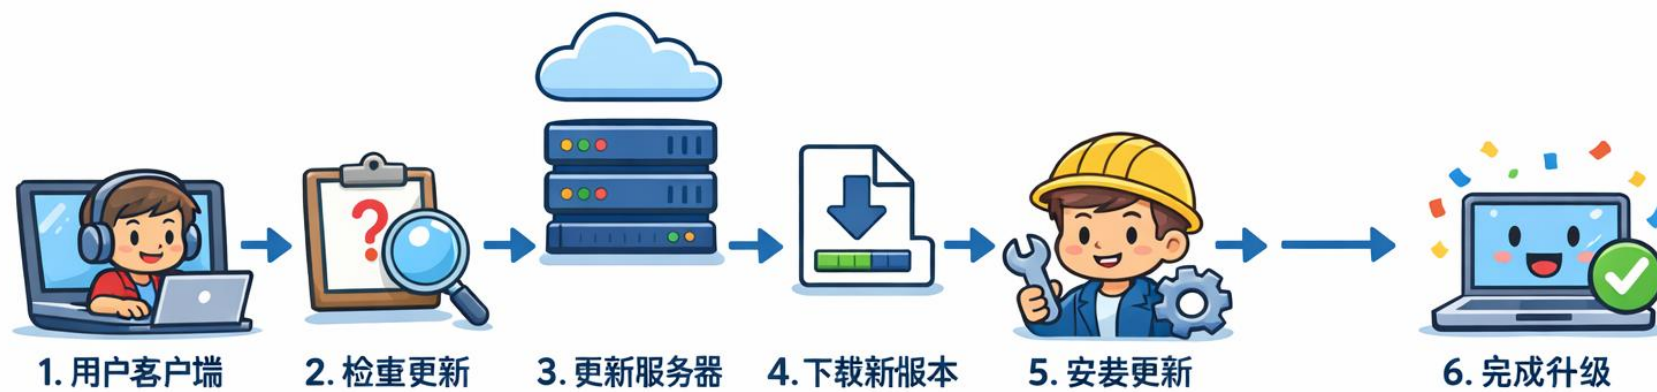 1. 用户客户端
2. 检重更新
3. 更新服务器
4. 下载新版本
5. 安装更新
6. 完成升级
?